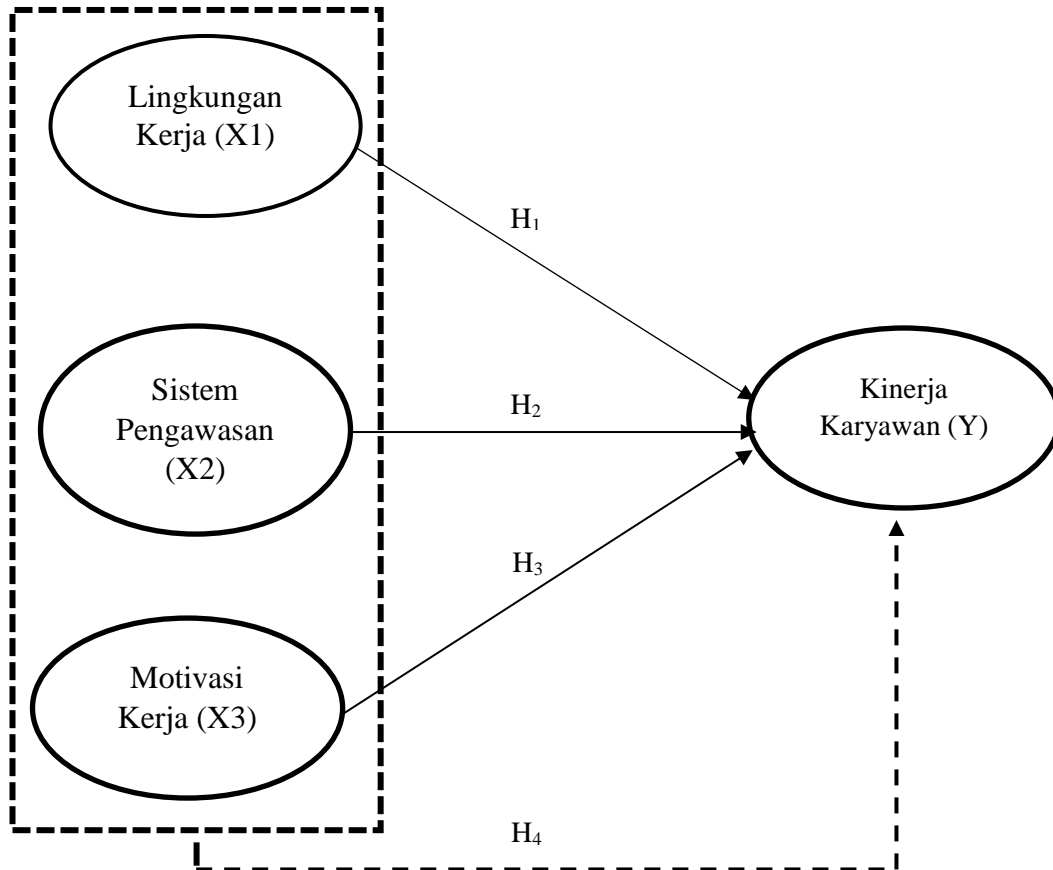 Lingkungan
Kerja (X1)
H₁
Sistem
Pengawasan
(X2)
H₂
Kinerja
Karyawan (Y)
H₃
Motivasi
Kerja (X3)
H₄